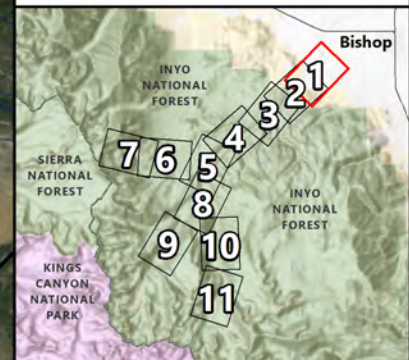 Bishop
INYO
NATIONAL
FOREST
1
2
3
4
7
6
5
SIERRA
NATIONAL
FOREST
8
INYO
NATIONAL
FOREST
9
10
KINGS
CANYON
NATIONAL
PARK
11